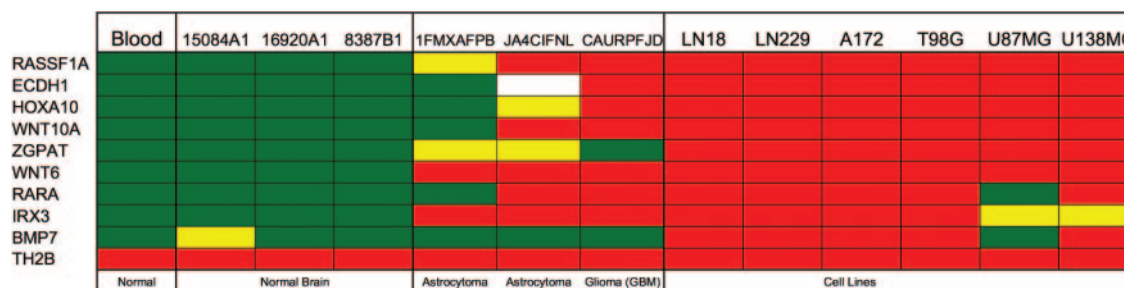 Blood 15084A1 16920A1 8387B1 1FMXAFPB JA4CIFNL CAURPFJD LN18 LN229 A172 T98G U87MG U138MG
RASSF1A
ECDH1
HOXA10
WNT10A
ZGPAT
WNT6
RARA
IRX3
BMP7
TH2B
Normal Normal Brain Astrocytoma Astrocytoma Glioma (GBM) Cell Lines